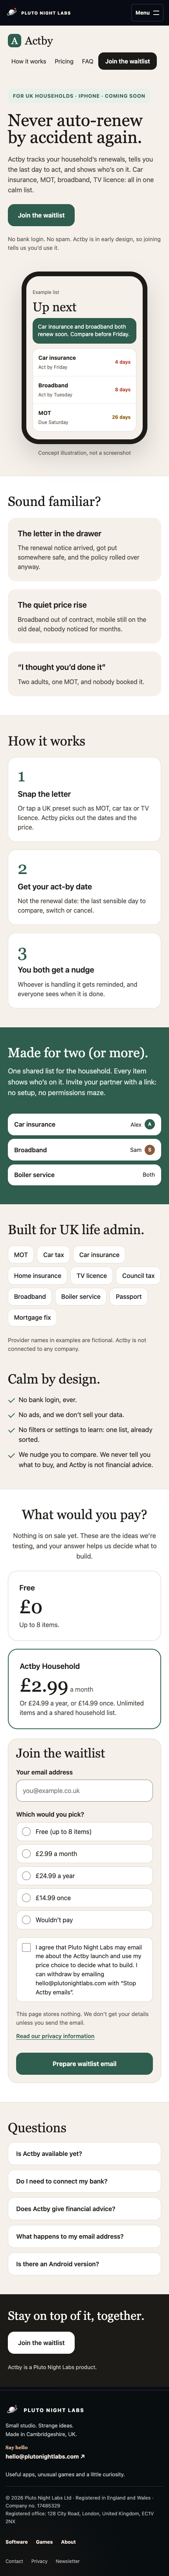 PLUTO NIGHT LABS
Menu
A Actby
How it works Pricing FAQ Join the waitlist
FOR UK HOUSEHOLDS · IPHONE · COMING SOON
Never auto-renew
by accident again.
Actby tracks your household's renewals, tells you
the last day to act, and shows who's on it. Car
insurance, MOT, broadband, TV licence: all in one
calm list.
Join the waitlist
No bank login. No spam. Actby is in early design, so joining
tells us you'd use it.
Example list
Up next
Car insurance and broadband both
renew soon. Compare before Friday.
Car insurance
Act by Friday
4 days
Broadband
Act by Tuesday
8 days
MOT
Due Saturday
26 days
Concept illustration, not a screenshot
Sound familiar?
The letter in the drawer
The renewal notice arrived, got put
somewhere safe, and the policy rolled over
anyway.
The quiet price rise
Broadband out of contract, mobile still on the
old deal, nobody noticed for months.
“I thought you'd done it”
Two adults, one MOT, and nobody booked it.
How it works
1
Snap the letter
Or tap a UK preset such as MOT, car tax or TV
licence. Actby picks out the dates and the
price.
2
Get your act-by date
Not the renewal date: the last sensible day to
compare, switch or cancel.
3
You both get a nudge
Whoever is handling it gets reminded, and
everyone sees when it is done.
Made for two (or more).
One shared list for the household. Every item
shows who's on it. Invite your partner with a link:
no setup, no permissions maze.
Car insurance Alex A
Broadband Sam S
Boiler service Both
Built for UK life admin.
MOT Car tax Car insurance
Home insurance TV licence Council tax
Broadband Boiler service Passport
Mortgage fix
Provider names in examples are fictional. Actby is not
connected to any company.
Calm by design.
No bank login, ever.
No ads, and we don't sell your data.
No filters or settings to learn: one list, already
sorted.
We nudge you to compare. We never tell you
what to buy, and Actby is not financial advice.
What would you pay?
Nothing is on sale yet. These are the ideas we're
testing, and your answer helps us decide what to
build.
Free
£0
Up to 8 items.
Actby Household
£2.99 a month
Or £24.99 a year, or £14.99 once. Unlimited
items and a shared household list.
Join the waitlist
Your email address
you@example.co.uk
Which would you pick?
Free (up to 8 items)
£2.99 a month
£24.99 a year
£14.99 once
Wouldn't pay
I agree that Pluto Night Labs may email
me about the Actby launch and use my
price choice to decide what to build. I
can withdraw by emailing
hello@plutonightlabs.com with “Stop
Actby emails”.
This page stores nothing. We don't get your details
unless you send the email.
Read our privacy information
Prepare waitlist email
Questions
Is Actby available yet?
Do I need to connect my bank?
Does Actby give financial advice?
What happens to my email address?
Is there an Android version?
Stay on top of it, together.
Join the waitlist
Actby is a Pluto Night Labs product.
PLUTO NIGHT LABS
Small studio. Strange ideas.
Made in Cambridgeshire, UK.
Say hello
hello@plutonightlabs.com ↗
Useful apps, unusual games and a little curiosity.
© 2026 Pluto Night Labs Ltd · Registered in England and Wales ·
Company no. 17485329
Registered office: 128 City Road, London, United Kingdom, EC1V
2NX
Software Games About
Contact Privacy Newsletter